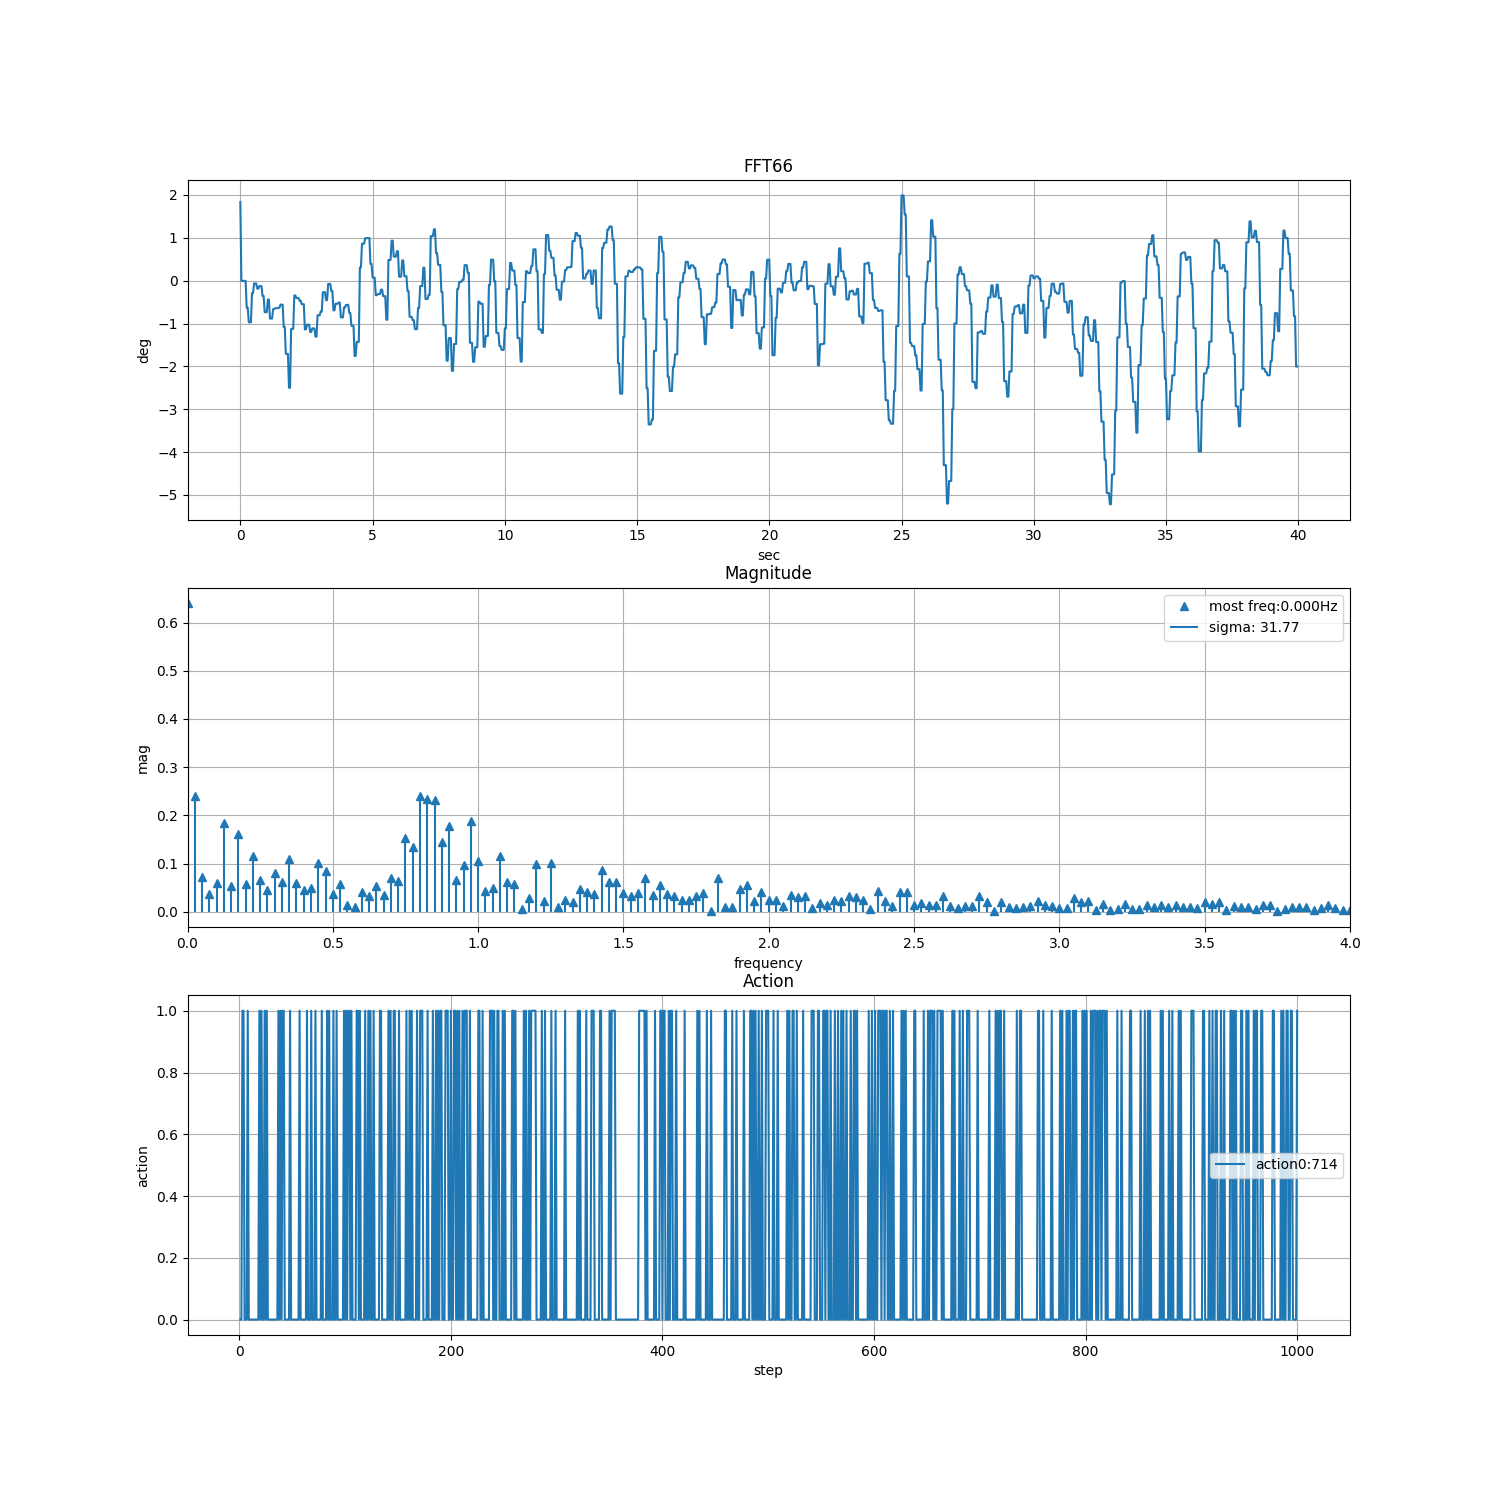 FFT66
2
1
0
−1
−2
−3
−4
−5
deg
0 5 10 15 20 25 30 35 40
sec
Magnitude
most freq:0.000Hz
sigma: 31.77
0.6
0.5
0.4
0.3
0.2
0.1
0.0
mag
0.0 0.5 1.0 1.5 2.0 2.5 3.0 3.5 4.0
frequency
Action
1.0
0.8
0.6
0.4
0.2
0.0
action
action0:714
0 200 400 600 800 1000
step